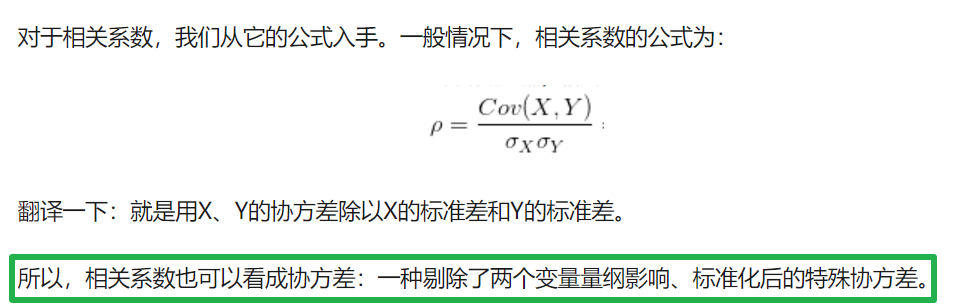 对于相关系数，我们从它的公式入手。一般情况下，相关系数的公式为：
ρ = Cov(X,Y) / σXσY :
翻译一下：就是用X、Y的协方差除以X的标准差和Y的标准差。
所以，相关系数也可以看成协方差：一种剔除了两个变量量纲影响、标准化后的特殊协方差。